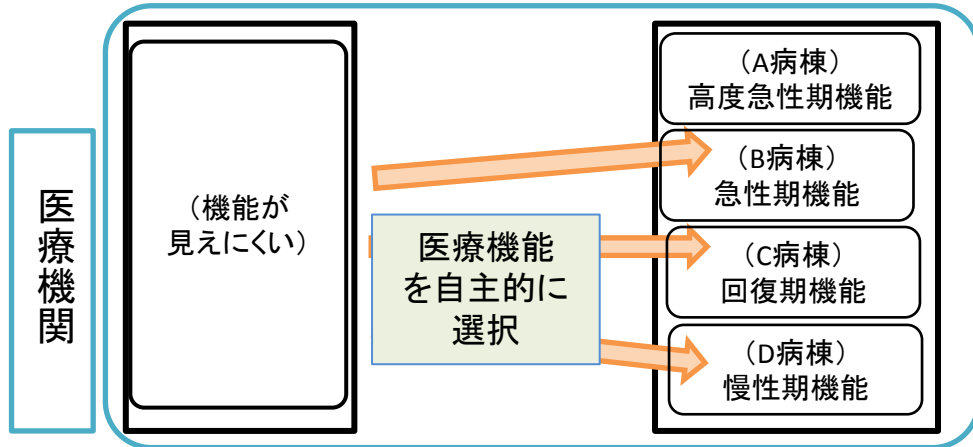 医療機関
（機能が
見えにくい）
医療機能
を自主的に
選択
（A病棟）
高度急性期機能
（B病棟）
急性期機能
（C病棟）
回復期機能
（D病棟）
慢性期機能